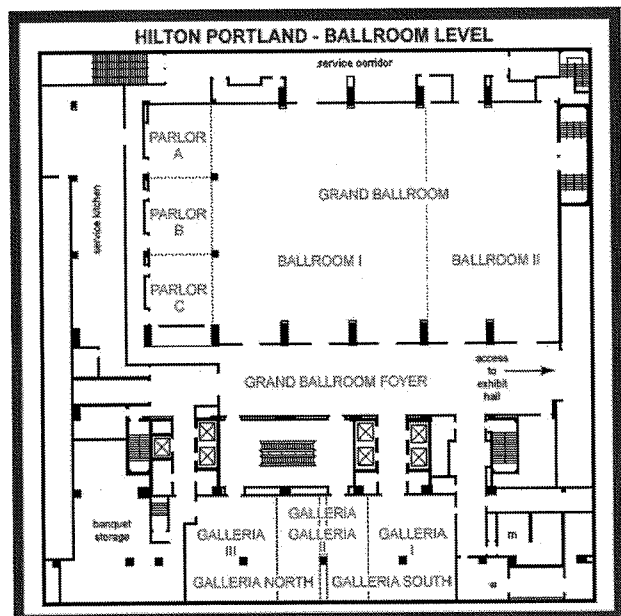 HILTON PORTLAND - BALLROOM LEVEL
service corridor
PARLOR
A
GRAND BALLROOM
service kitchen
PARLOR
B
BALLROOM I
BALLROOM II
PARLOR
C
GRAND BALLROOM FOYER
access
to
exhibit
hall
banquet
storage
GALLERIA
GALLERIA
III
GALLERIA
II
GALLERIA
I
GALLERIA NORTH
GALLERIA SOUTH
m